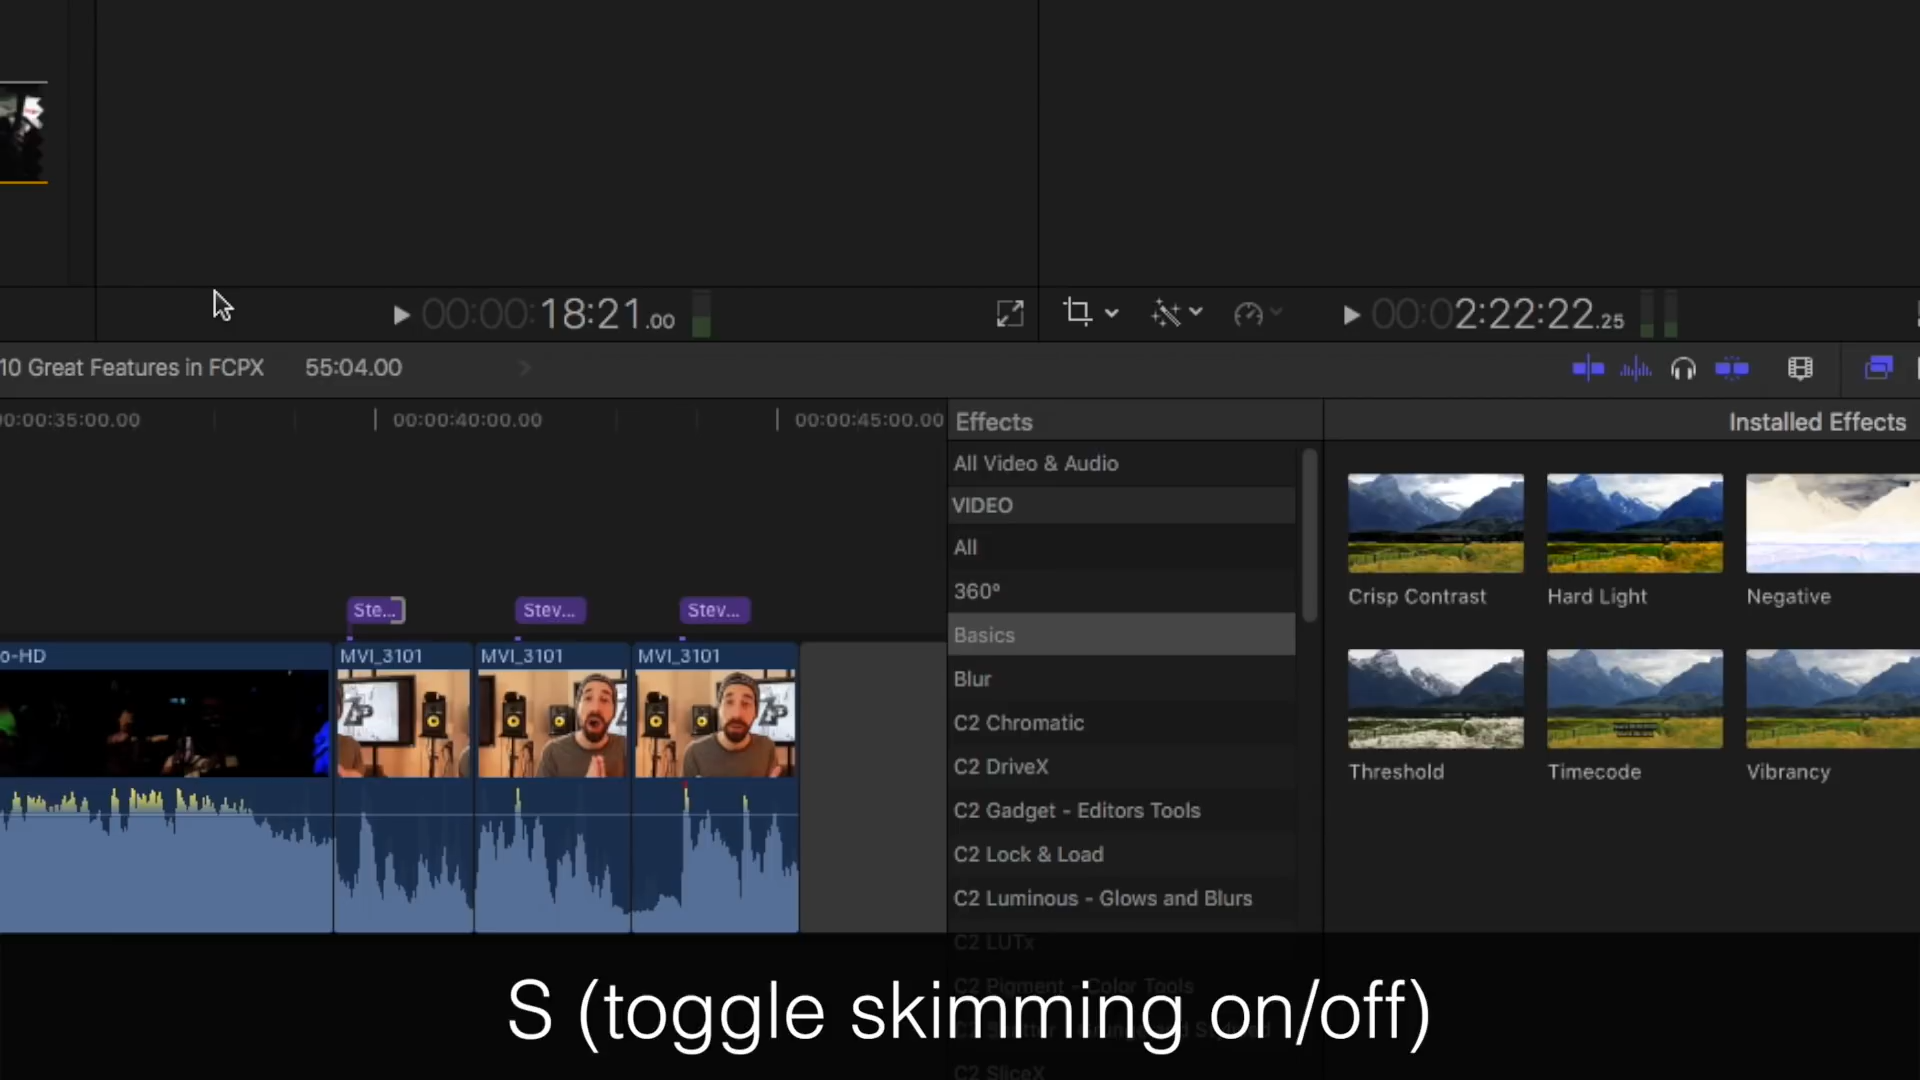 00:00:18:21.00
00:02:22:22.25
10 Great Features in FCPX
55:04.00
00:00:35:00.00
00:00:40:00.00
00:00:45:00.00
Effects
Installed Effects
All Video & Audio
VIDEO
All
360°
Basics
Blur
C2 Chromatic
C2 DriveX
C2 Gadget - Editors Tools
C2 Lock & Load
C2 Luminous - Glows and Blurs
C2 LUTx
C2 Pigment - Color Tools
C2 SliceX
Crisp Contrast
Hard Light
Negative
Threshold
Timecode
Vibrancy
Ste...
Stev...
Stev...
o-HD
MVI_3101
MVI_3101
MVI_3101
S (toggle skimming on/off)